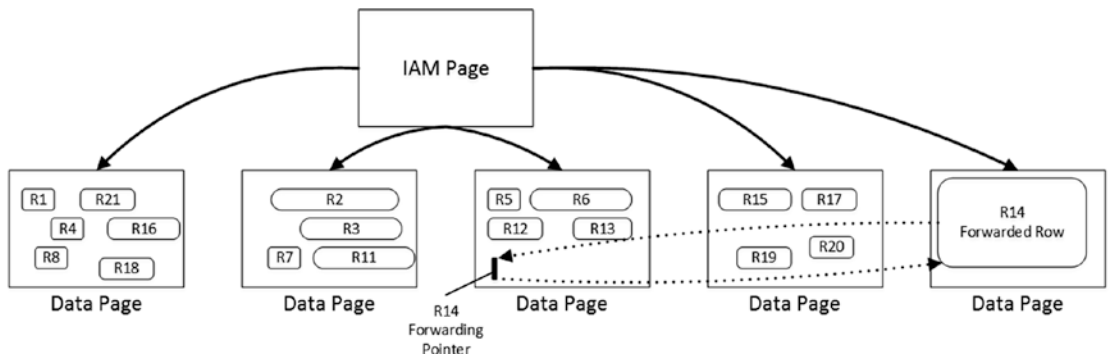 IAM Page
R1
R21
R4
R16
R8
R18
Data Page
R2
R3
R7
R11
Data Page
R5
R6
R12
R13
R14
Forwarding
Pointer
Data Page
R15
R17
R19
R20
Data Page
R14
Forwarded Row
Data Page